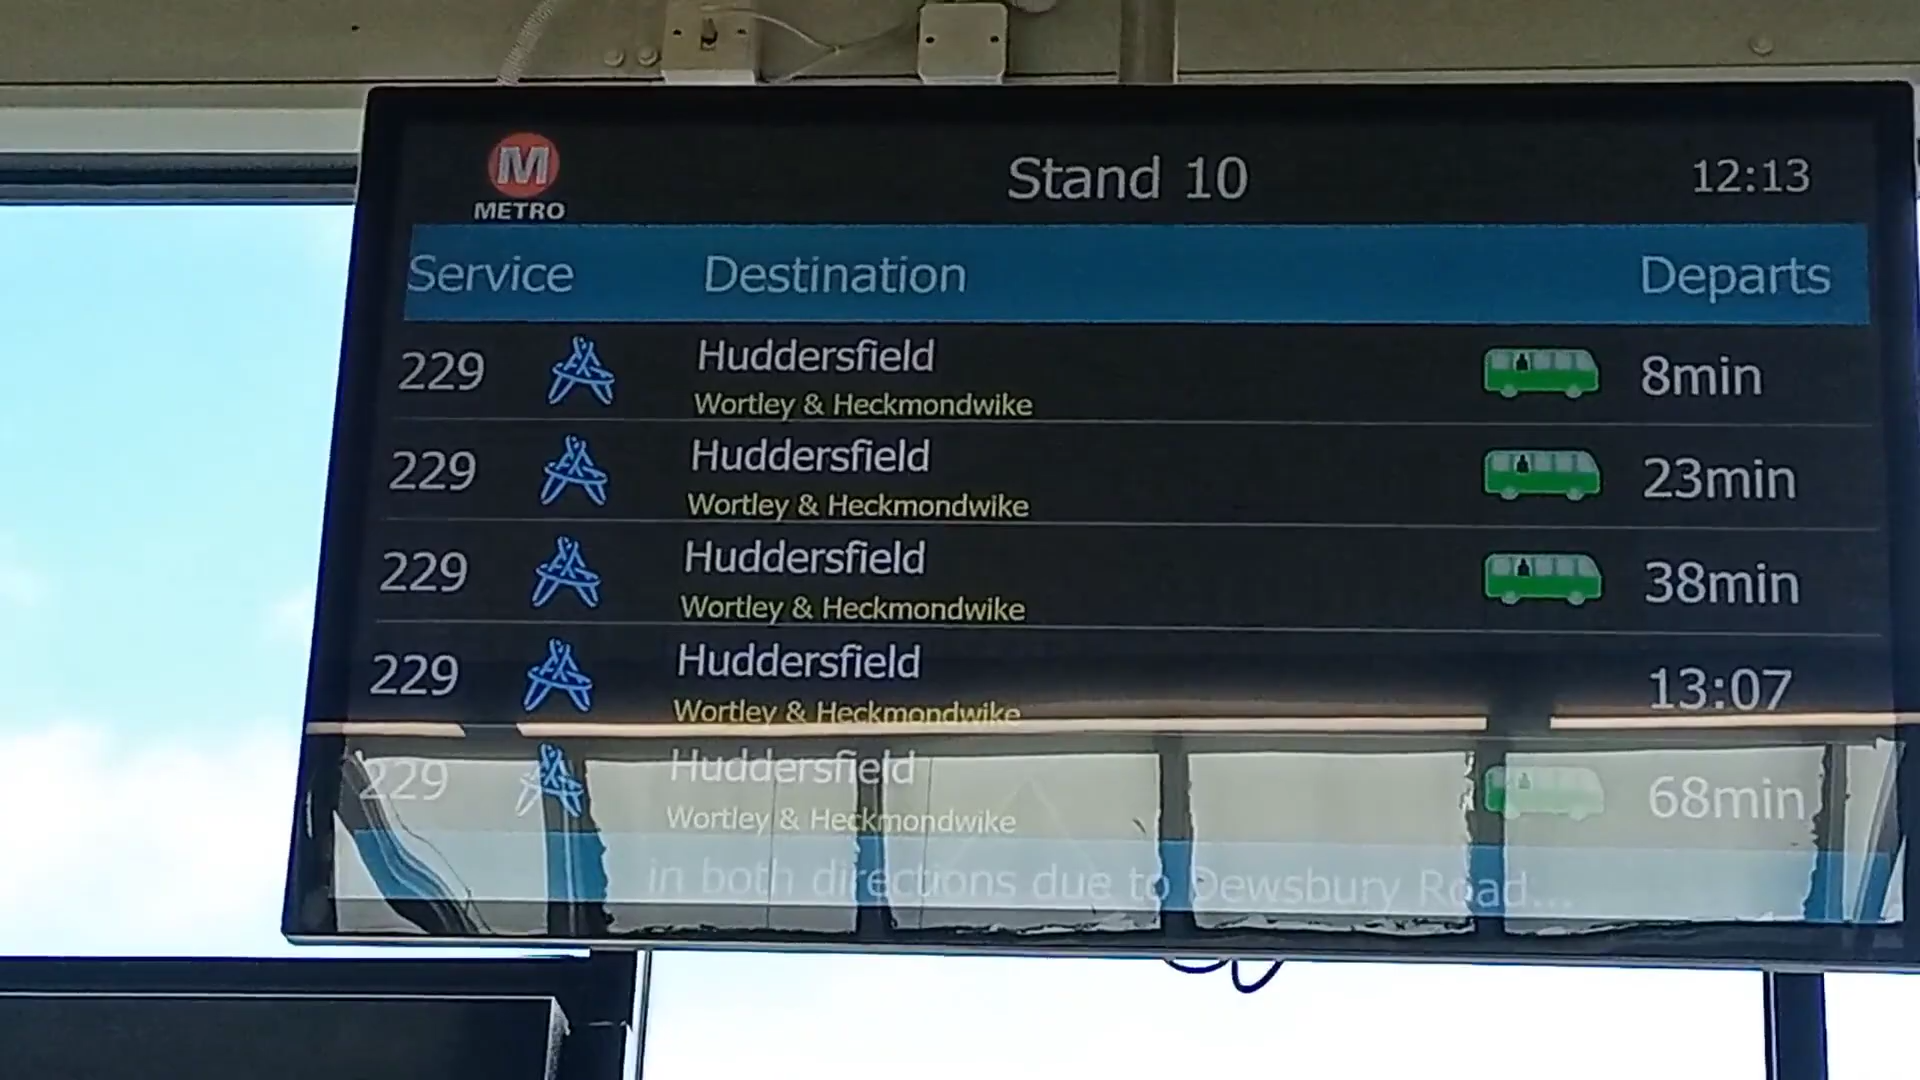 M
METRO
Stand 10
12:13
Service Destination Departs
229 Huddersfield 8min
Wortley & Heckmondwike
229 Huddersfield 23min
Wortley & Heckmondwike
229 Huddersfield 38min
Wortley & Heckmondwike
229 Huddersfield 13:07
Wortley & Heckmondwike
229 Huddersfield 68min
Wortley & Heckmondwike
in both directions due to Dewsbury Road...